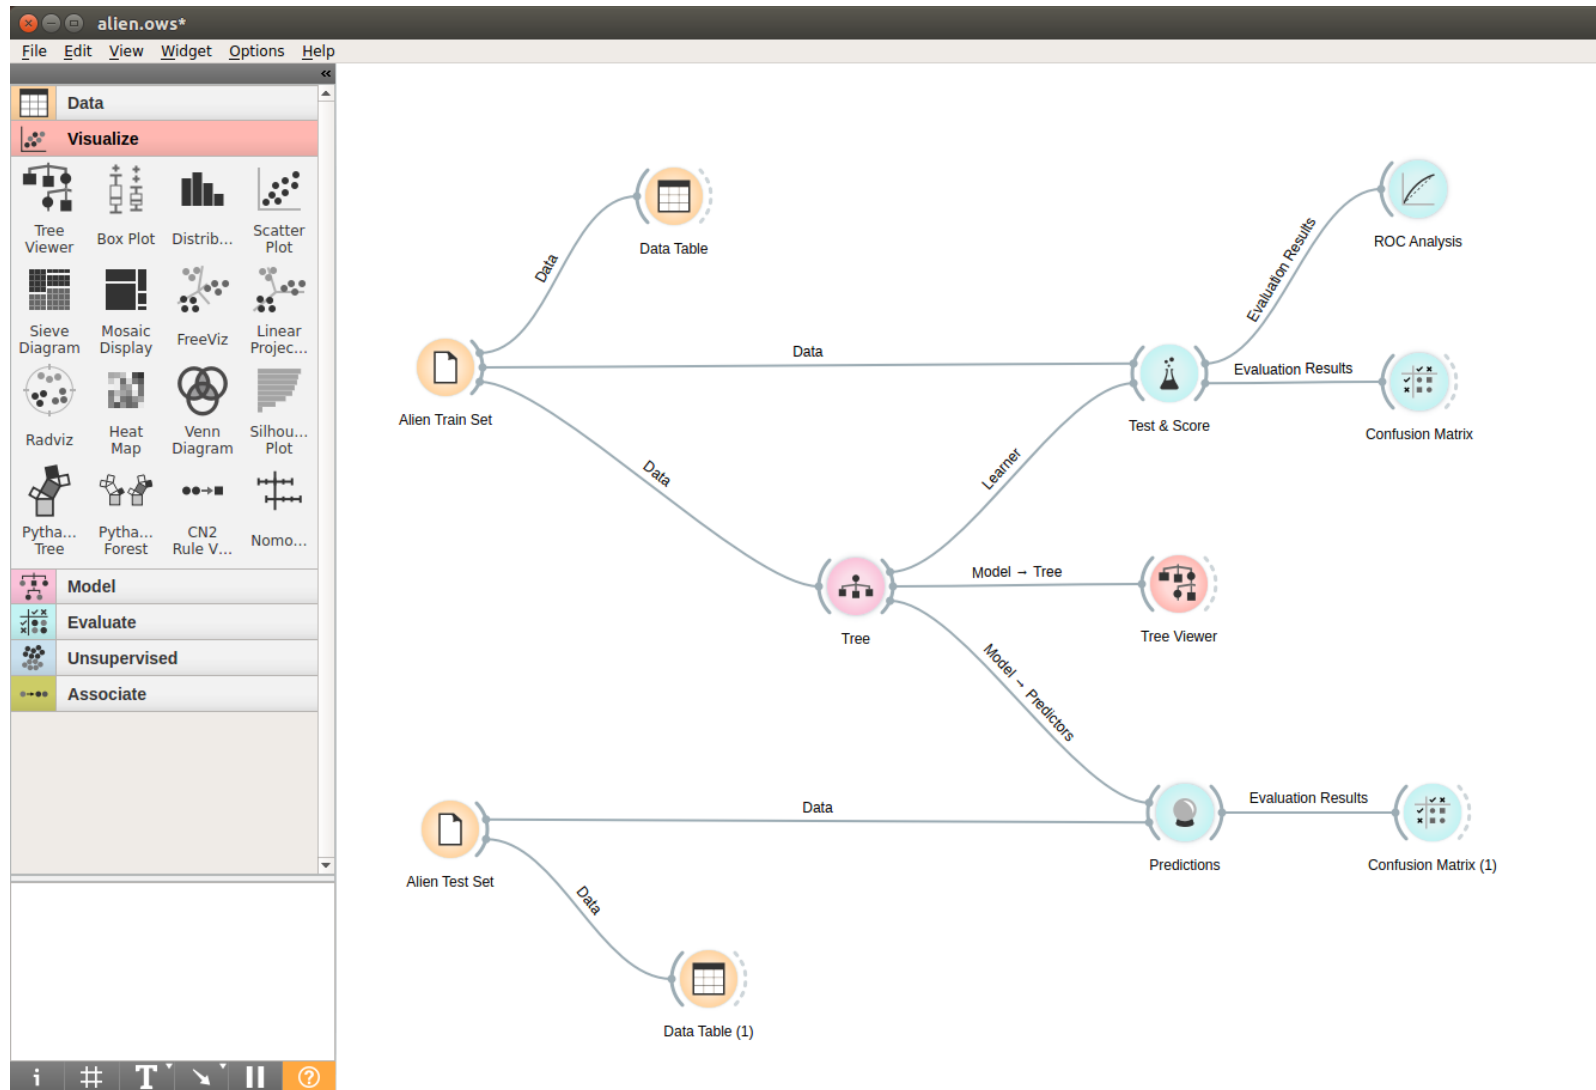 alien.ows*
File Edit View Widget Options Help
«
Data
Visualize
Tree
Viewer
Box Plot
Distrib...
Scatter
Plot
Sieve
Diagram
Mosaic
Display
FreeViz
Linear
Projec...
Radviz
Heat
Map
Venn
Diagram
Silhou...
Plot
Pytha...
Tree
Pytha...
Forest
CN2
Rule V...
Nomo...
Model
Evaluate
Unsupervised
Associate
i # T ?
Data Table
Data
Alien Train Set
Data
Data
Test & Score
Evaluation Results
ROC Analysis
Evaluation Results
Confusion Matrix
Learner
Tree
Model → Tree
Tree Viewer
Model → Predictors
Alien Test Set
Data
Data
Data Table (1)
Predictions
Evaluation Results
Confusion Matrix (1)